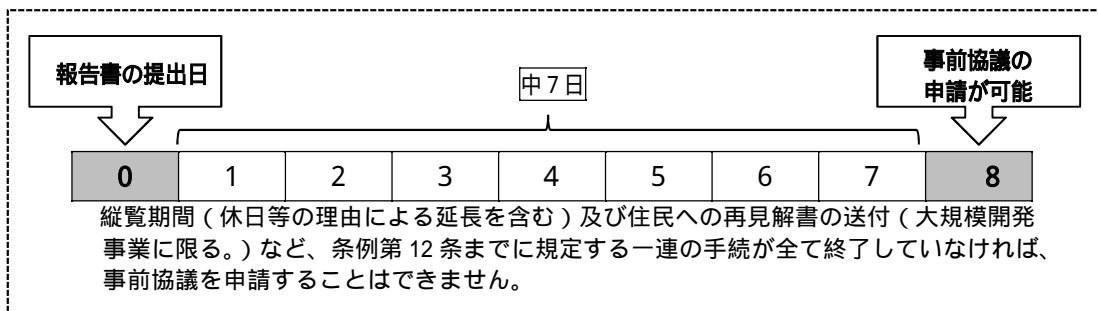 報告書の提出日
中7日
事前協議の
申請が可能
0 1 2 3 4 5 6 7 8
縦覧期間（休日等の理由による延長を含む）及び住民への再見解書の送付（大規模開発
事業に限る。）など、条例第 12 条までに規定する一連の手続が全て終了していなければ、
事前協議を申請することはできません。